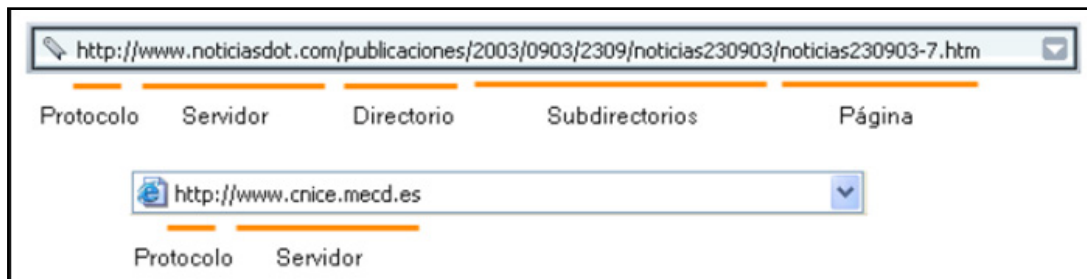 http://www.noticiasdot.com/publicaciones/2003/0903/2309/noticias230903/noticias230903-7.htm
Protocolo Servidor Directorio Subdirectorios Página
http://www.cnice.mecd.es
Protocolo Servidor